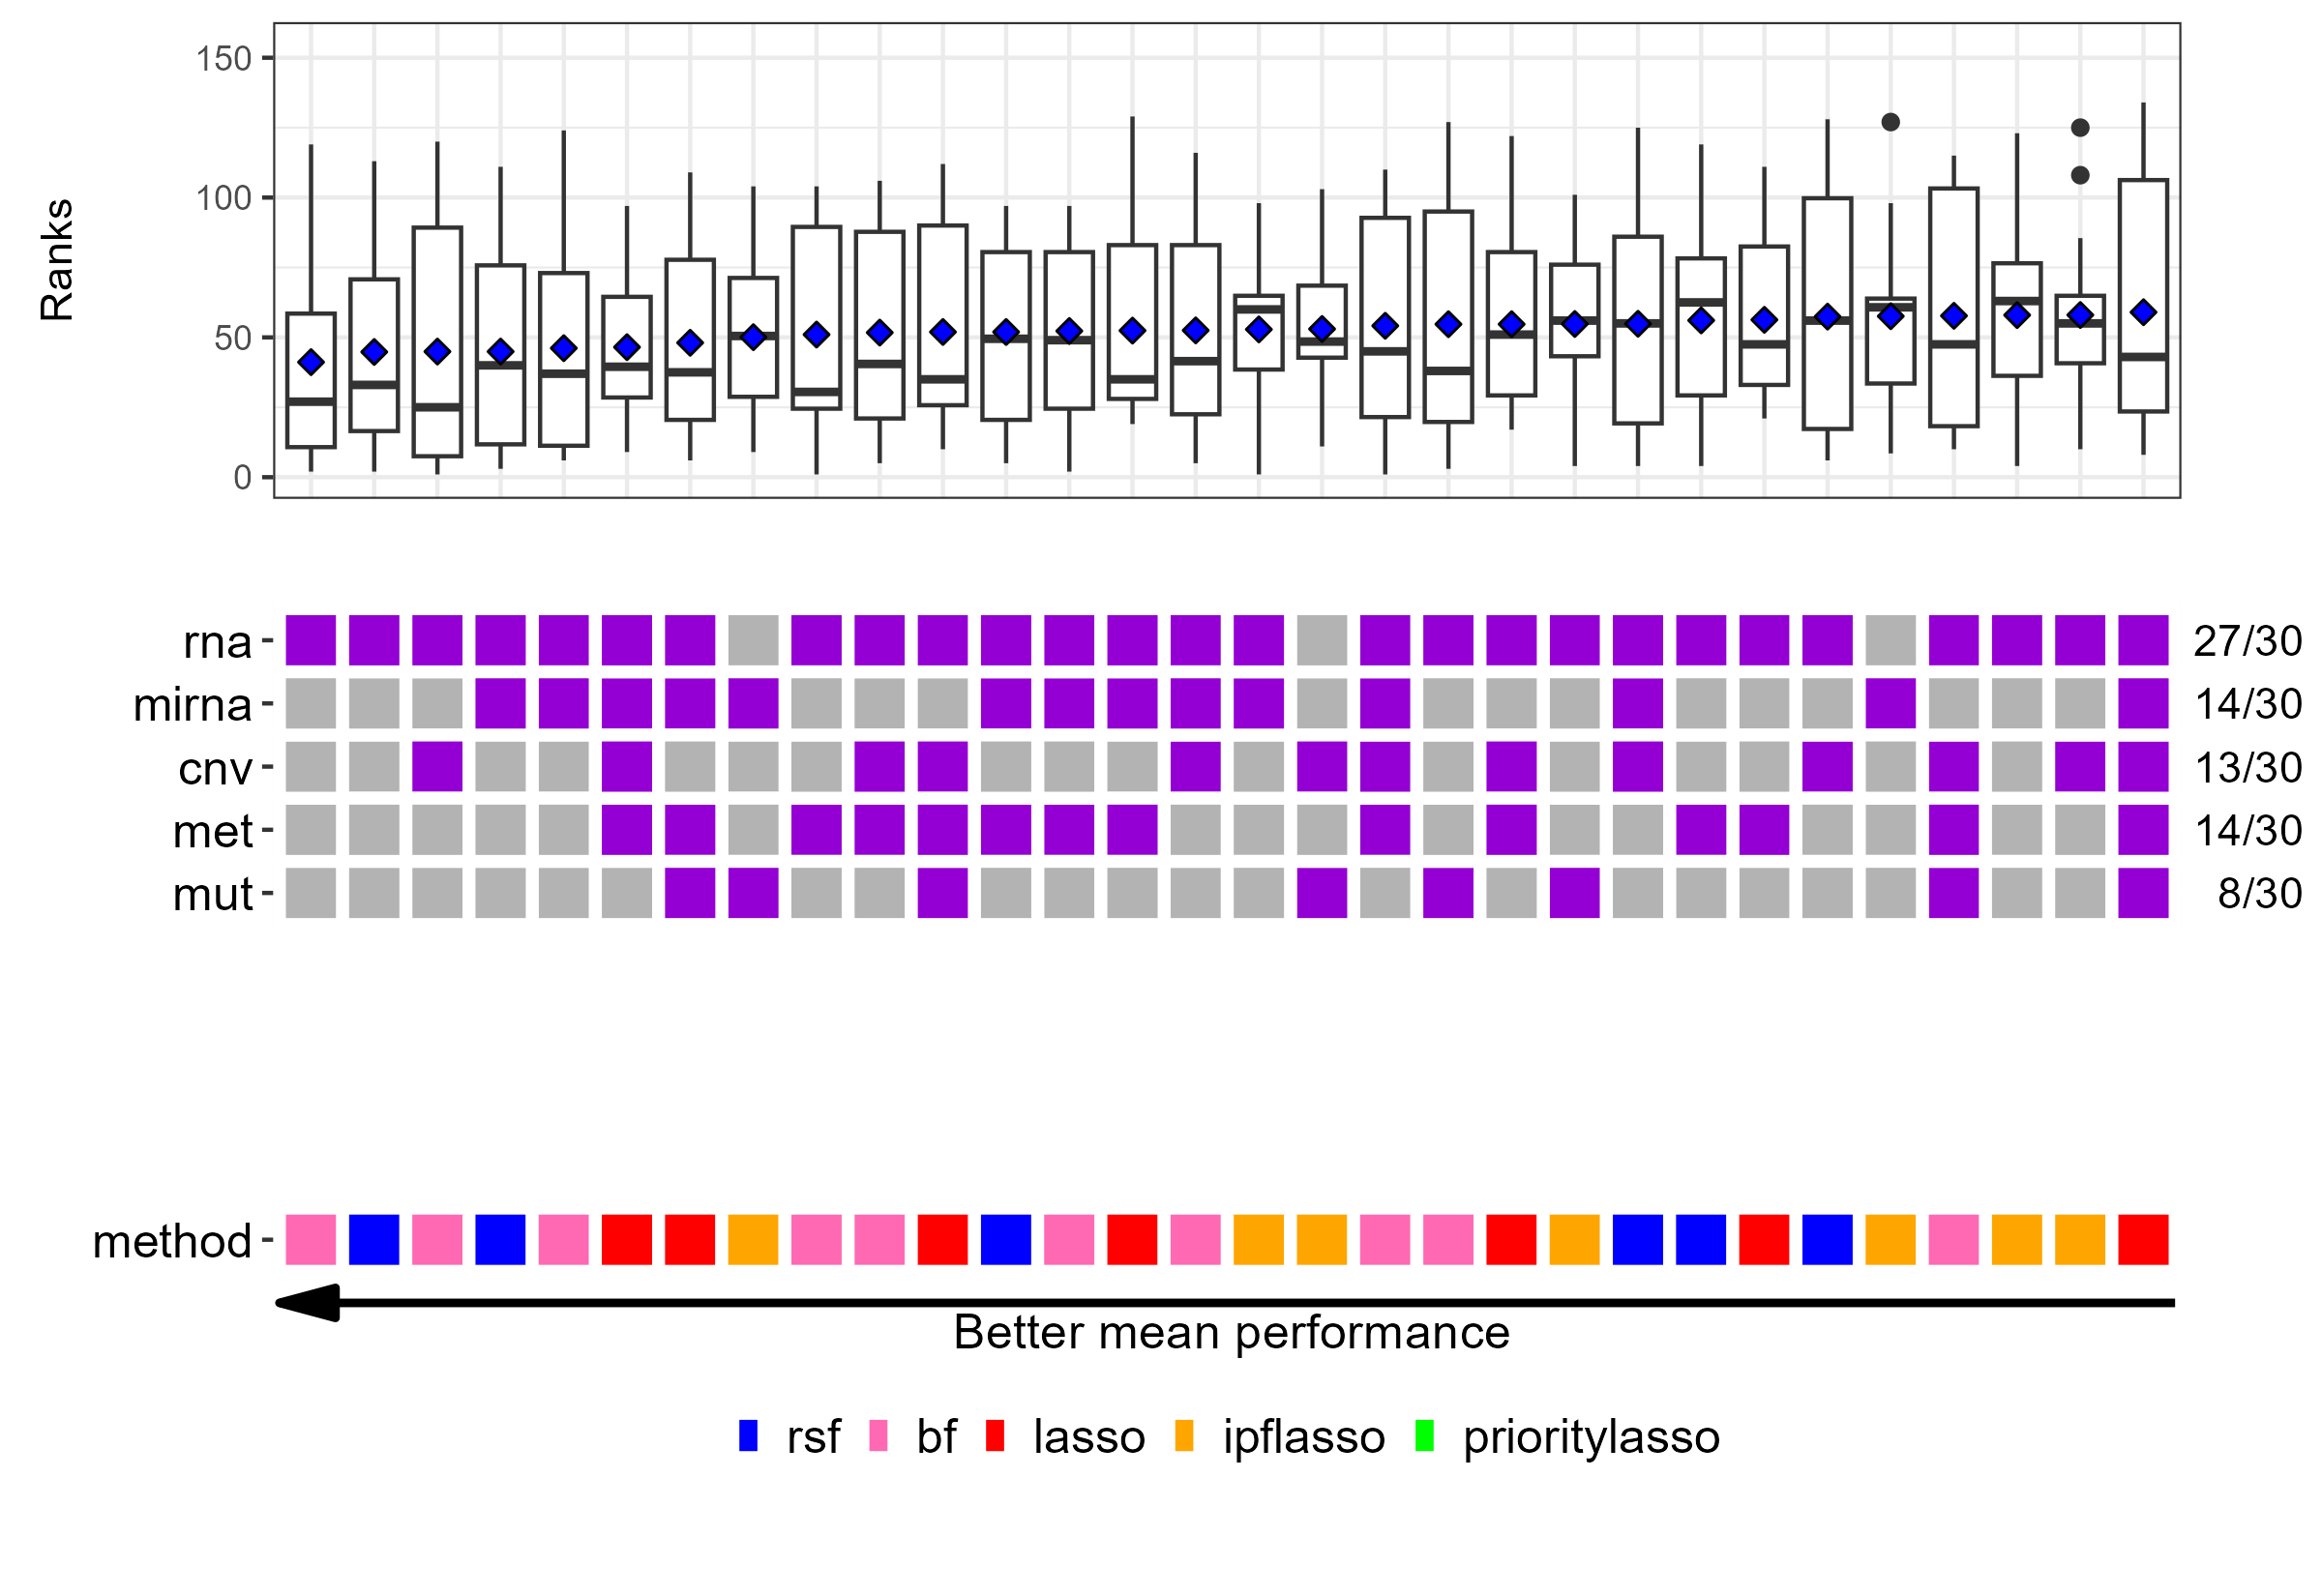 Ranks
150
100
50
0
rna 27/30
mirna 14/30
cnv 13/30
met 14/30
mut 8/30
method
Better mean performance
rsf bf lasso ipflasso prioritylasso